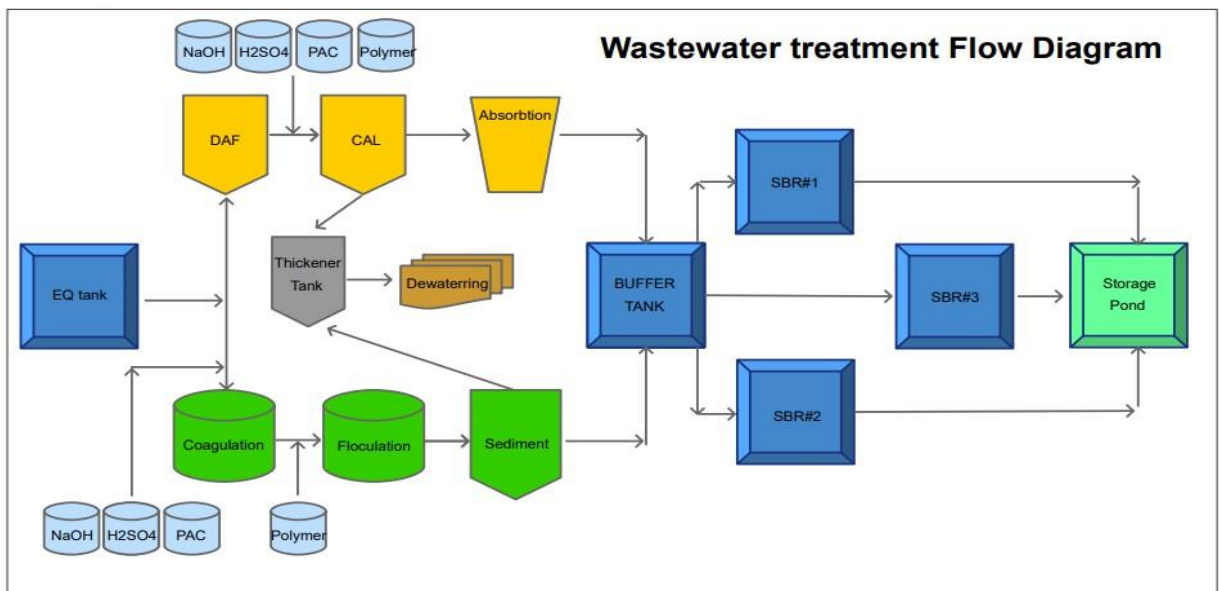 Wastewater treatment Flow Diagram
NaOH
H2SO4
PAC
Polymer
DAF
CAL
Absorbtion
SBR#1
Thickener
Tank
Dewaterring
EQ tank
BUFFER
TANK
SBR#3
Storage
Pond
Coagulation
Floculation
Sediment
SBR#2
NaOH
H2SO4
PAC
Polymer